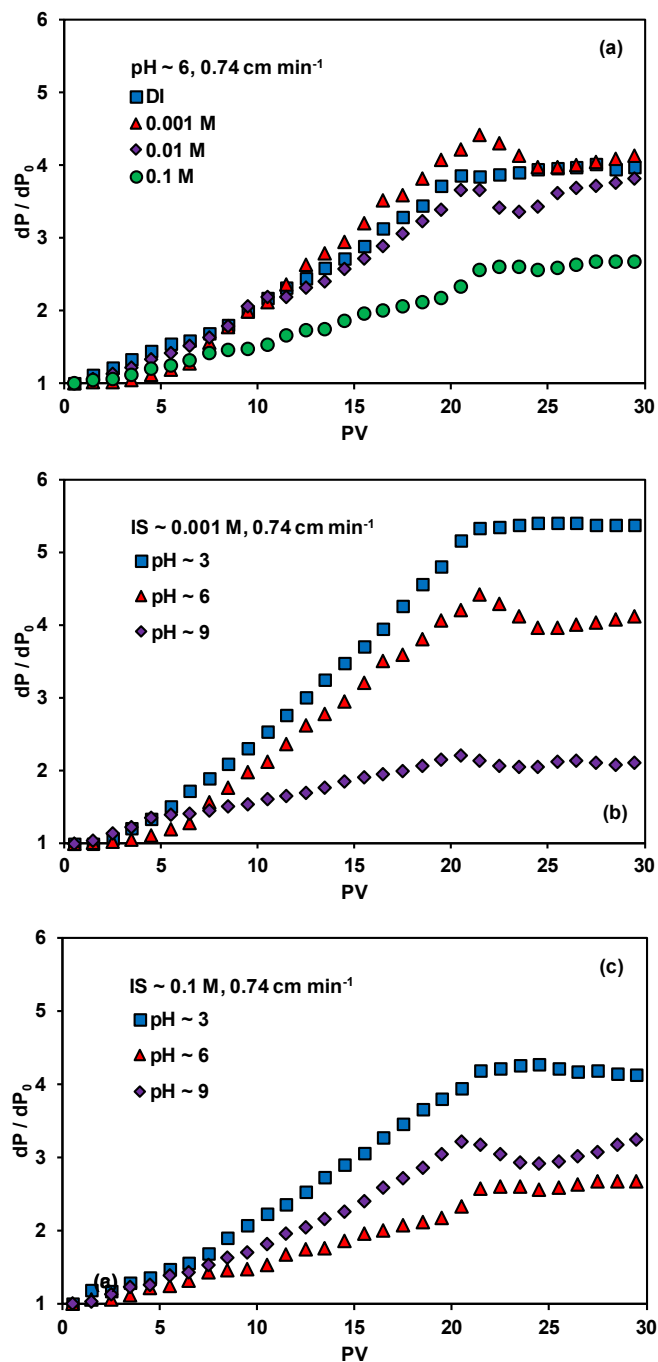 (a)
pH ~ 6, 0.74 cm min-1
DI
0.001 M
0.01 M
0.1 M
6
5
4
3
2
1
dP / dP0
0 5 10 15 20 25 30
PV
IS ~ 0.001 M, 0.74 cm min-1
pH ~ 3
pH ~ 6
pH ~ 9
(b)
6
5
4
3
2
1
dP / dP0
0 5 10 15 20 25 30
PV
(c)
IS ~ 0.1 M, 0.74 cm min-1
pH ~ 3
pH ~ 6
pH ~ 9
(a)
6
5
4
3
2
1
dP / dP0
0 5 10 15 20 25 30
PV